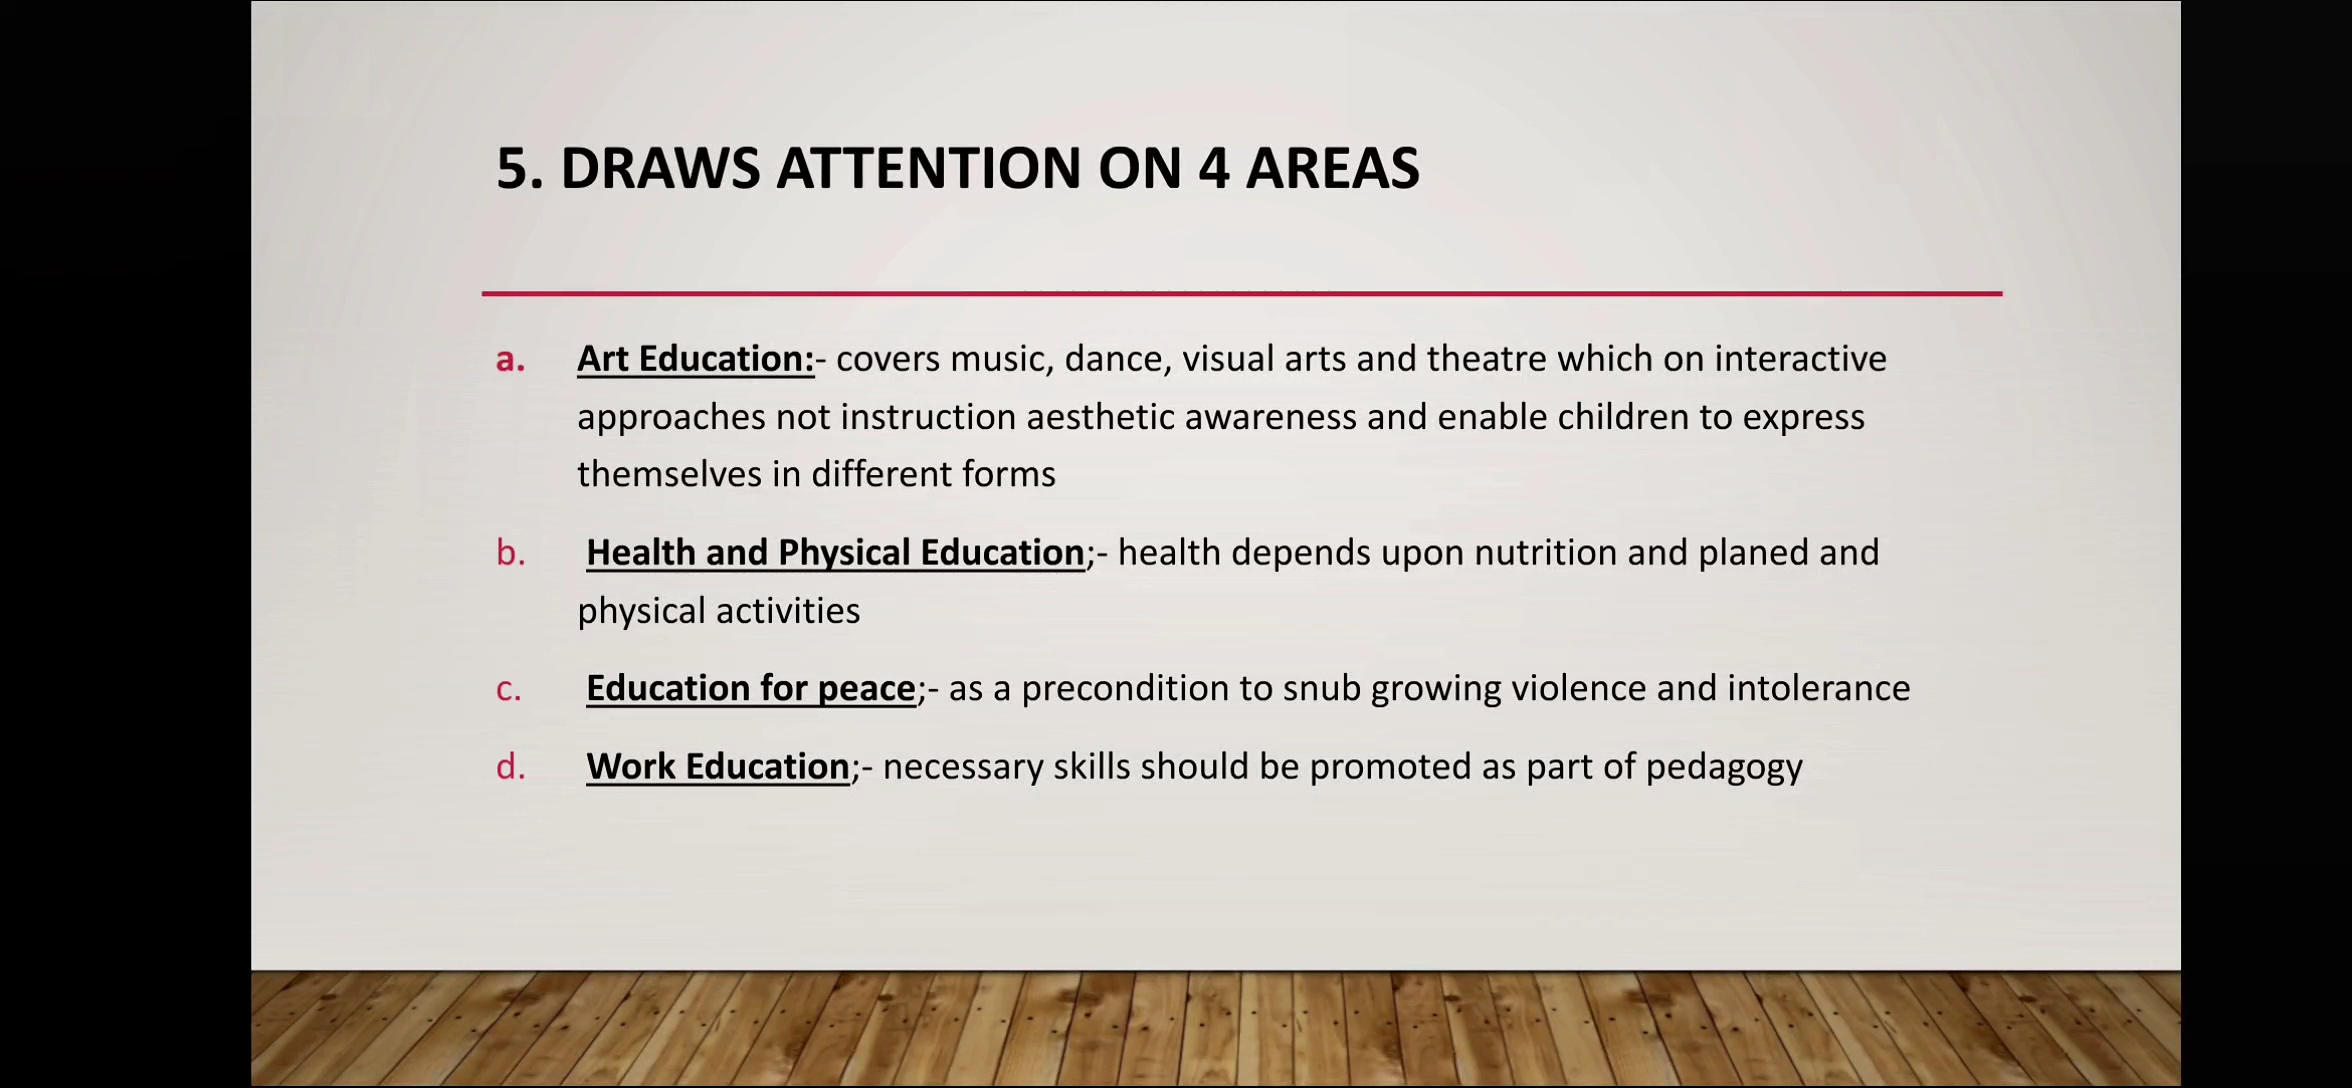 5. DRAWS ATTENTION ON 4 AREAS
a. Art Education:- covers music, dance, visual arts and theatre which on interactive
approaches not instruction aesthetic awareness and enable children to express
themselves in different forms
b. Health and Physical Education;- health depends upon nutrition and planed and
physical activities
c. Education for peace;- as a precondition to snub growing violence and intolerance
d. Work Education;- necessary skills should be promoted as part of pedagogy